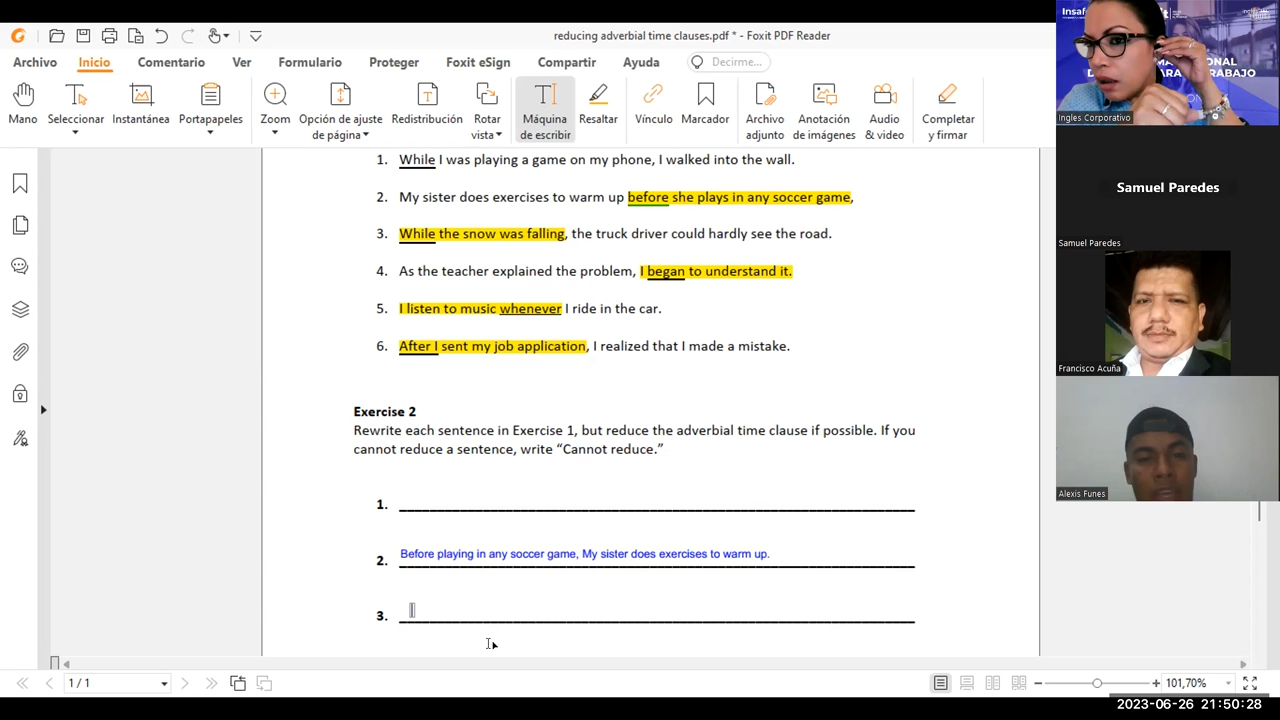 reducing adverbial time clauses.pdf * - Foxit PDF Reader
Archivo Inicio Comentario Ver Formulario Proteger Foxit eSign Compartir Ayuda Decirme...
Mano Seleccionar Instantánea Portapapeles Zoom Opción de ajuste de página Redistribución Rotar vista Máquina de escribir Resaltar Vínculo Marcador Archivo adjunto Anotación de imágenes Audio & video Completar y firmar
1. While I was playing a game on my phone, I walked into the wall.
2. My sister does exercises to warm up before she plays in any soccer game,
3. While the snow was falling, the truck driver could hardly see the road.
4. As the teacher explained the problem, I began to understand it.
5. I listen to music whenever I ride in the car.
6. After I sent my job application, I realized that I made a mistake.
Exercise 2
Rewrite each sentence in Exercise 1, but reduce the adverbial time clause if possible. If you
cannot reduce a sentence, write “Cannot reduce.”
1.
2. Before playing in any soccer game, My sister does exercises to warm up.
3.
1 / 1
101,70%
Insaf
Ingles Corporativo
Samuel Paredes
Samuel Paredes
Francisco Acuña
Alexis Funes
2023-06-26 21:50:28